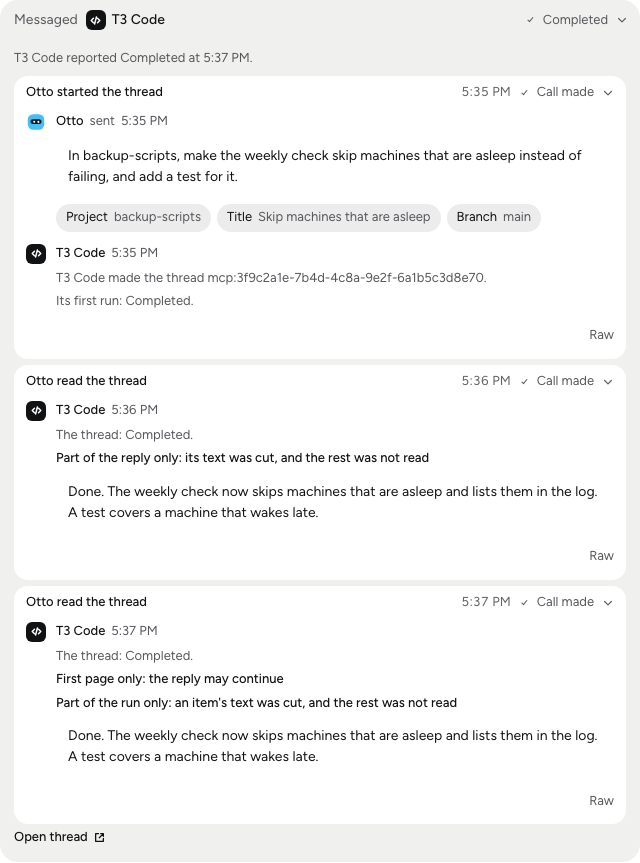 Messaged T3 Code Completed
T3 Code reported Completed at 5:37 PM.
Otto started the thread 5:35 PM Call made
Otto sent 5:35 PM
In backup-scripts, make the weekly check skip machines that are asleep instead of
failing, and add a test for it.
Project backup-scripts Title Skip machines that are asleep Branch main
T3 Code 5:35 PM
T3 Code made the thread mcp:3f9c2a1e-7b4d-4c8a-9e2f-6a1b5c3d8e70.
Its first run: Completed.
Raw
Otto read the thread 5:36 PM Call made
T3 Code 5:36 PM
The thread: Completed.
Part of the reply only: its text was cut, and the rest was not read
Done. The weekly check now skips machines that are asleep and lists them in the log.
A test covers a machine that wakes late.
Raw
Otto read the thread 5:37 PM Call made
T3 Code 5:37 PM
The thread: Completed.
First page only: the reply may continue
Part of the run only: an item's text was cut, and the rest was not read
Done. The weekly check now skips machines that are asleep and lists them in the log.
A test covers a machine that wakes late.
Raw
Open thread